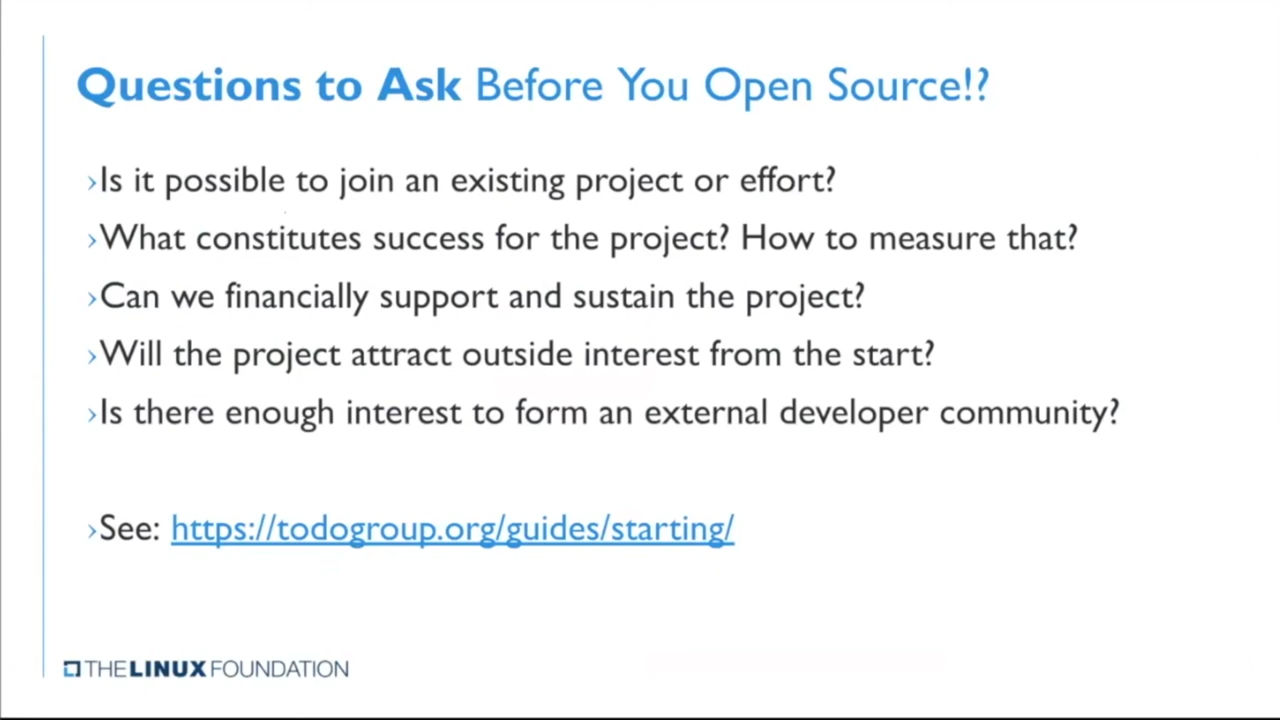 Questions to Ask Before You Open Source!?
›Is it possible to join an existing project or effort?
›What constitutes success for the project? How to measure that?
›Can we financially support and sustain the project?
›Will the project attract outside interest from the start?
›Is there enough interest to form an external developer community?
›See: https://todogroup.org/guides/starting/
THE LINUX FOUNDATION